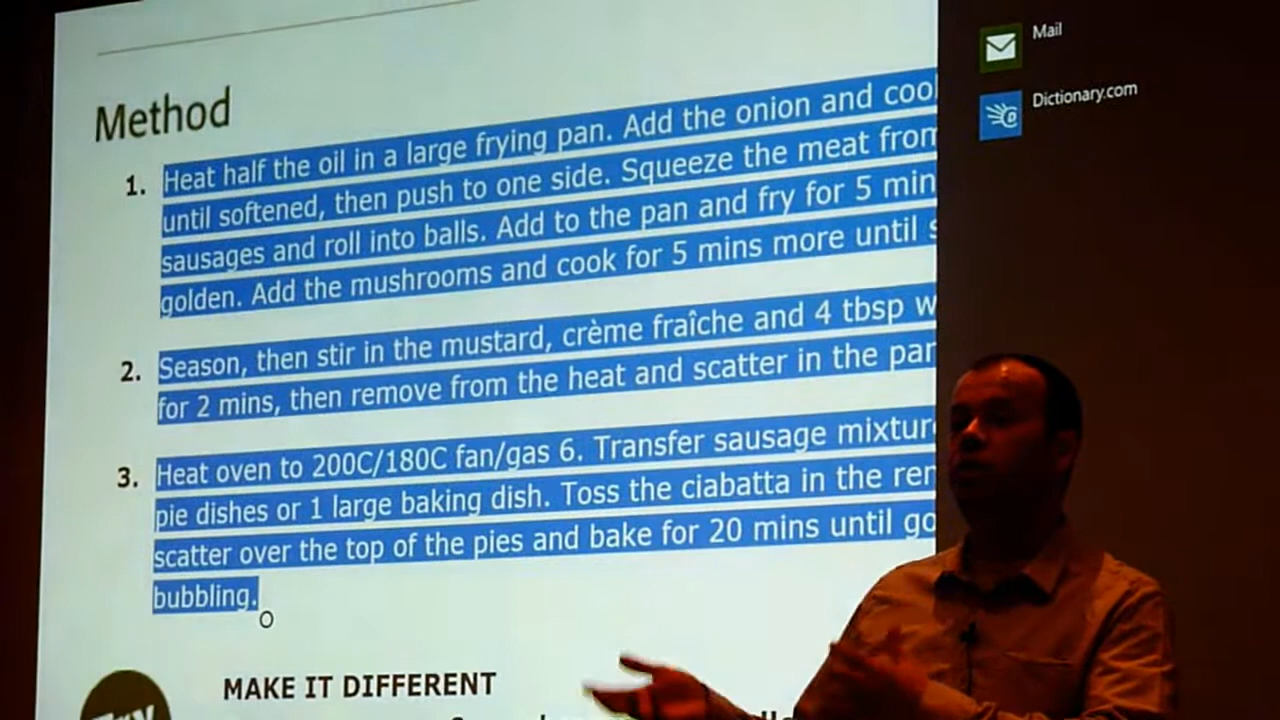 Mail
Dictionary.com
Method
1. Heat half the oil in a large frying pan. Add the onion and cook
until softened, then push to one side. Squeeze the meat from
sausages and roll into balls. Add to the pan and fry for 5 min
golden. Add the mushrooms and cook for 5 mins more until
2. Season, then stir in the mustard, crème fraîche and 4 tbsp
for 2 mins, then remove from the heat and scatter in the
3. Heat oven to 200C/180C fan/gas 6. Transfer sausage mixtur
pie dishes or 1 large baking dish. Toss the ciabatta in the
scatter over the top of the pies and bake for 20 mins until
bubbling.
MAKE IT DIFFERENT